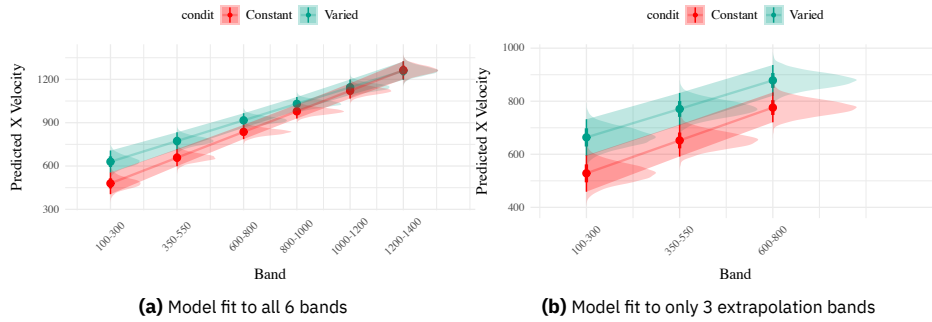 condit Constant Varied
Predicted X Velocity
1200
900
600
300
100-300
350-550
600-800
800-1000
1000-1200
1200-1400
Band
(a) Model fit to all 6 bands
condit Constant Varied
Predicted X Velocity
1000
800
600
400
100-300
350-550
600-800
Band
(b) Model fit to only 3 extrapolation bands